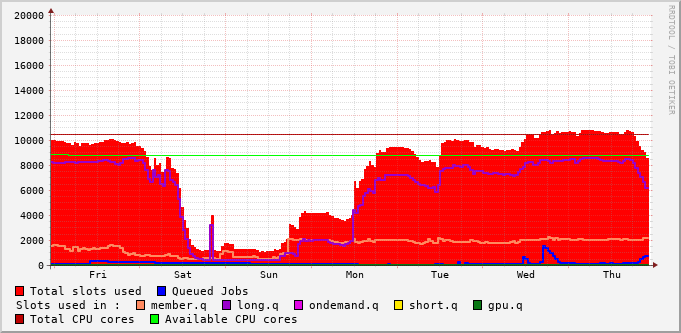 RRDTOOL / TOBI OETIKER
20000
18000
16000
14000
12000
10000
8000
6000
4000
2000
0
Fri Sat Sun Mon Tue Wed Thu
Total slots used Queued Jobs
Slots used in : member.q long.q ondemand.q short.q gpu.q
Total CPU cores Available CPU cores